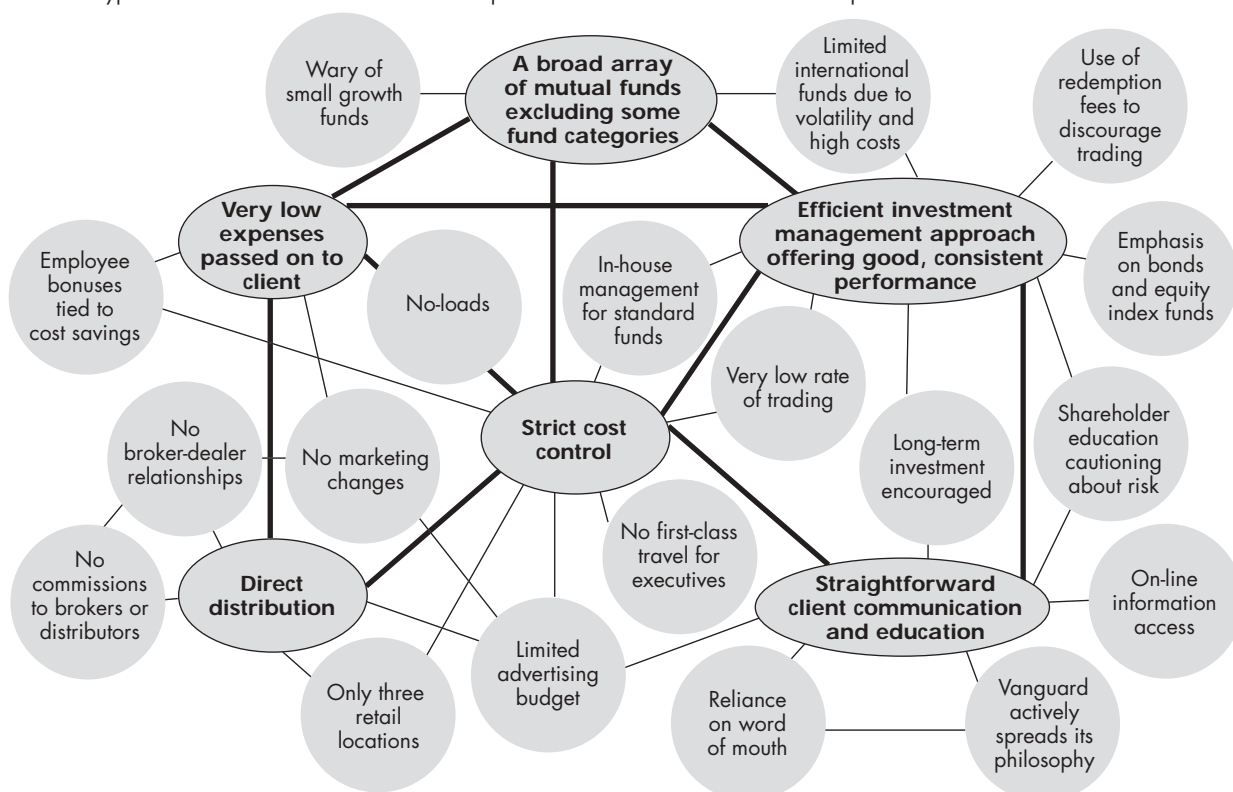 Wary of
small growth
funds
A broad array
of mutual funds
excluding some
fund categories
Limited
international
funds due to
volatility and
high costs
Use of
redemption
fees to
discourage
trading
Very low
expenses
passed on to
client
Efficient investment
management approach
offering good, consistent
performance
Employee
bonuses
tied to
cost savings
No-loads
In-house
management
for standard
funds
Emphasis
on bonds
and equity
index funds
Very low rate
of trading
No
broker-dealer
relationships
No marketing
changes
Strict cost
control
Long-term
investment
encouraged
Shareholder
education
cautioning
about risk
No
commissions
to brokers or
distributors
Direct
distribution
No first-class
travel for
executives
Straightforward
client communication
and education
On-line
information
access
Only three
retail
locations
Limited
advertising
budget
Reliance
on word
of mouth
Vanguard
actively
spreads its
philosophy